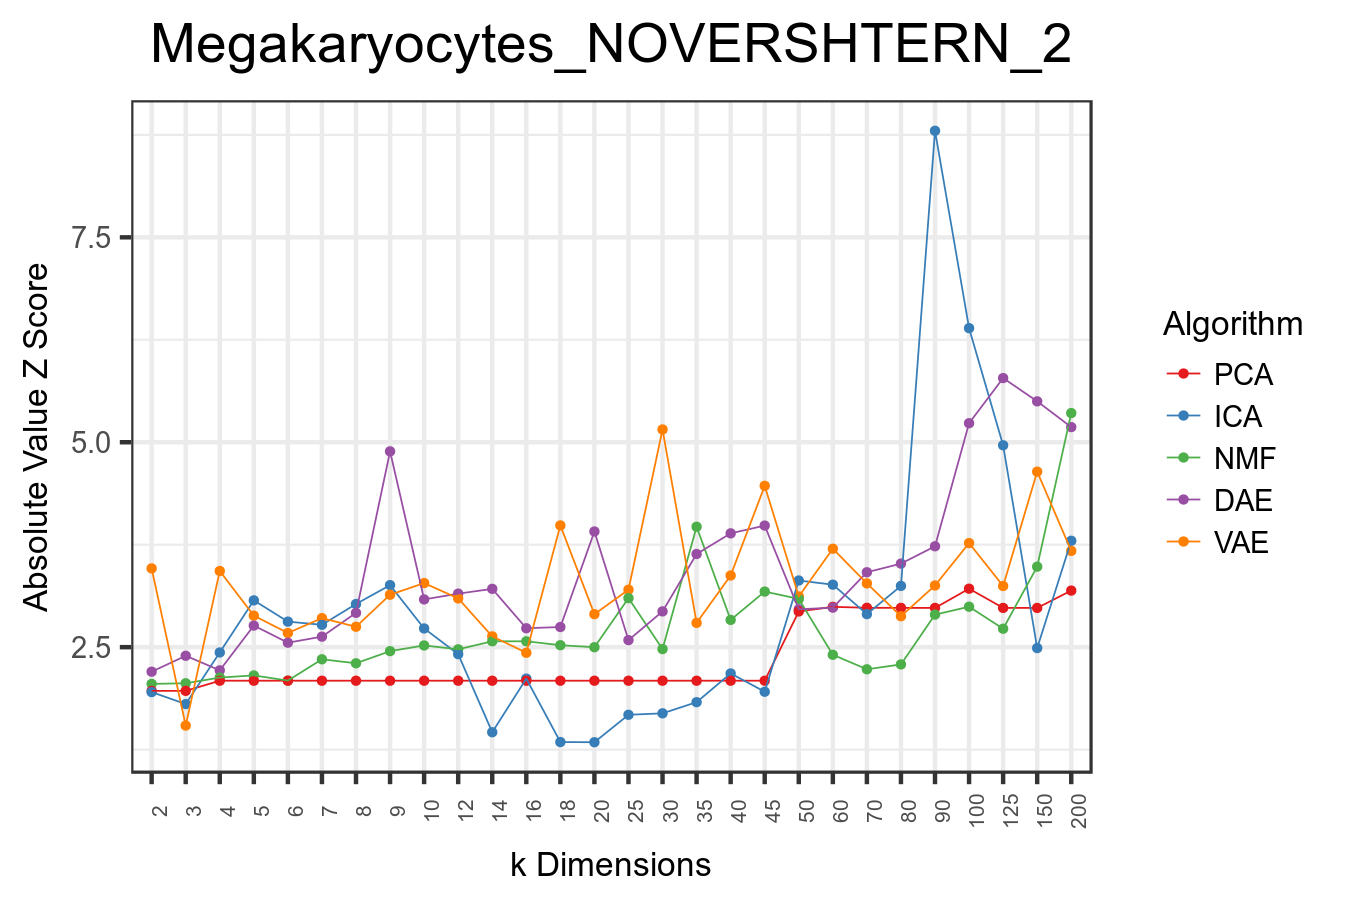 Megakaryocytes_NOVERSHTERN_2
Absolute Value Z Score
7.5
5.0
2.5
2 3 4 5 6 7 8 9 10 12 14 16 18 20 25 30 35 40 45 50 60 70 80 90 100 125 150 200
k Dimensions
Algorithm
PCA
ICA
NMF
DAE
VAE